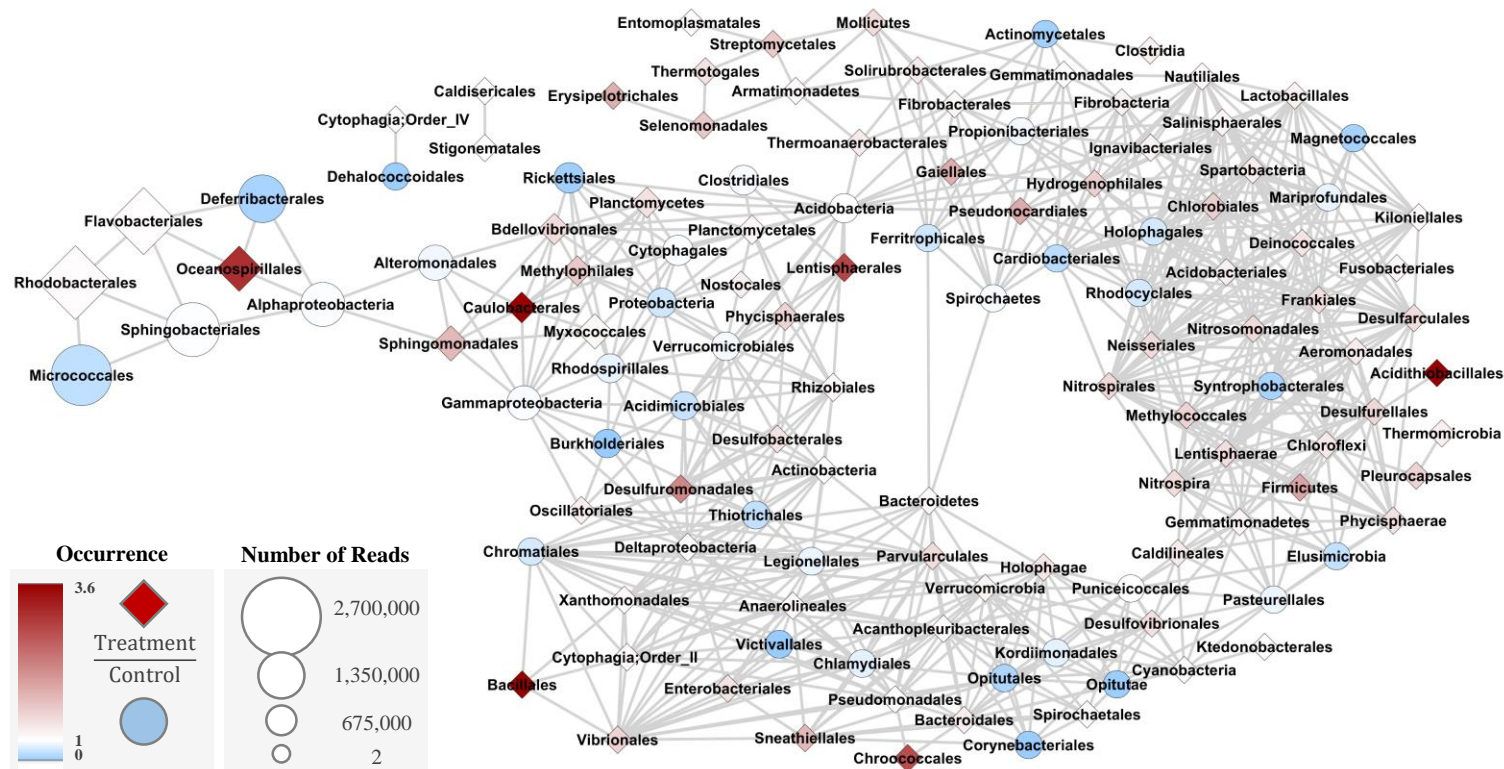 Entomoplasmatales
Mollicutes
Streptomycetales
Actinomycetales
Clostridia
Thermotogales
Solirubrobacterales
Gemmatimonadales
Nautiliales
Caldisericales
Erysipelotrichales
Armatimonadetes
Fibrobacterales
Fibrobacteria
Lactobacillales
Cytophagia;Order_IV
Selenomonadales
Propionibacteriales
Salinisphaerales
Magnetococcales
Stigonematales
Thermoanaerobacterales
Ignavibacteriales
Dehalococcoidales
Rickettsiales
Clostridiales
Gaiellales
Spartobacteria
Deferribacterales
Planctomycetes
Hydrogenophilales
Mariprofundales
Flavobacteriales
Acidobacteria
Pseudonocardiales
Chlorobiales
Kiloniellales
Bdellovibrionales
Planctomycetales
Ferritrophicales
Holophagales
Deinococcales
Cytophagales
Oceanospirillales
Alteromonadales
Methylophilales
Lentisphaerales
Cardiobacteriales
Acidobacteriales
Fusobacteriales
Rhodobacterales
Nostocales
Alphaproteobacteria
Caulobacterales
Proteobacteria
Spirochaetes
Rhodocyclales
Frankiales
Sphingobacteriales
Phycisphaerales
Desulfarculales
Myxococcales
Nitrosomonadales
Sphingomonadales
Verrucomicrobiales
Neisseriales
Aeromonadales
Micrococcales
Rhodospirillales
Acidithiobacillales
Rhizobiales
Nitrospirales
Syntrophobacterales
Gammaproteobacteria
Acidimicrobiales
Methylococcales
Desulfurellales
Burkholderiales
Desulfobacterales
Thermomicrobia
Lentisphaerae
Chloroflexi
Actinobacteria
Pleurocapsales
Desulfuromonadales
Nitrospira
Firmicutes
Bacteroidetes
Oscillatoriales
Thiotrichales
Gemmatimonadetes
Phycisphaerae
Chromatiales
Deltaproteobacteria
Legionellales
Parvularculales
Holophagae
Caldilineales
Elusimicrobia
Verrucomicrobia
Puniceicoccales
Xanthomonadales
Anaerolineales
Pasteurellales
Acanthopleuribacterales
Desulfovibrionales
Victivallales
Cytophagia;Order_II
Chlamydiales
Kordiimonadales
Ktedonobacterales
Cyanobacteria
Bacillales
Enterobacteriales
Opitutales
Opitutae
Pseudomonadales
Spirochaetales
Bacteroidales
Vibrionales
Sneathiellales
Corynebacteriales
Chroococcales
Occurrence
3.6
Treatment
Control
1
0
Number of Reads
2,700,000
1,350,000
675,000
2